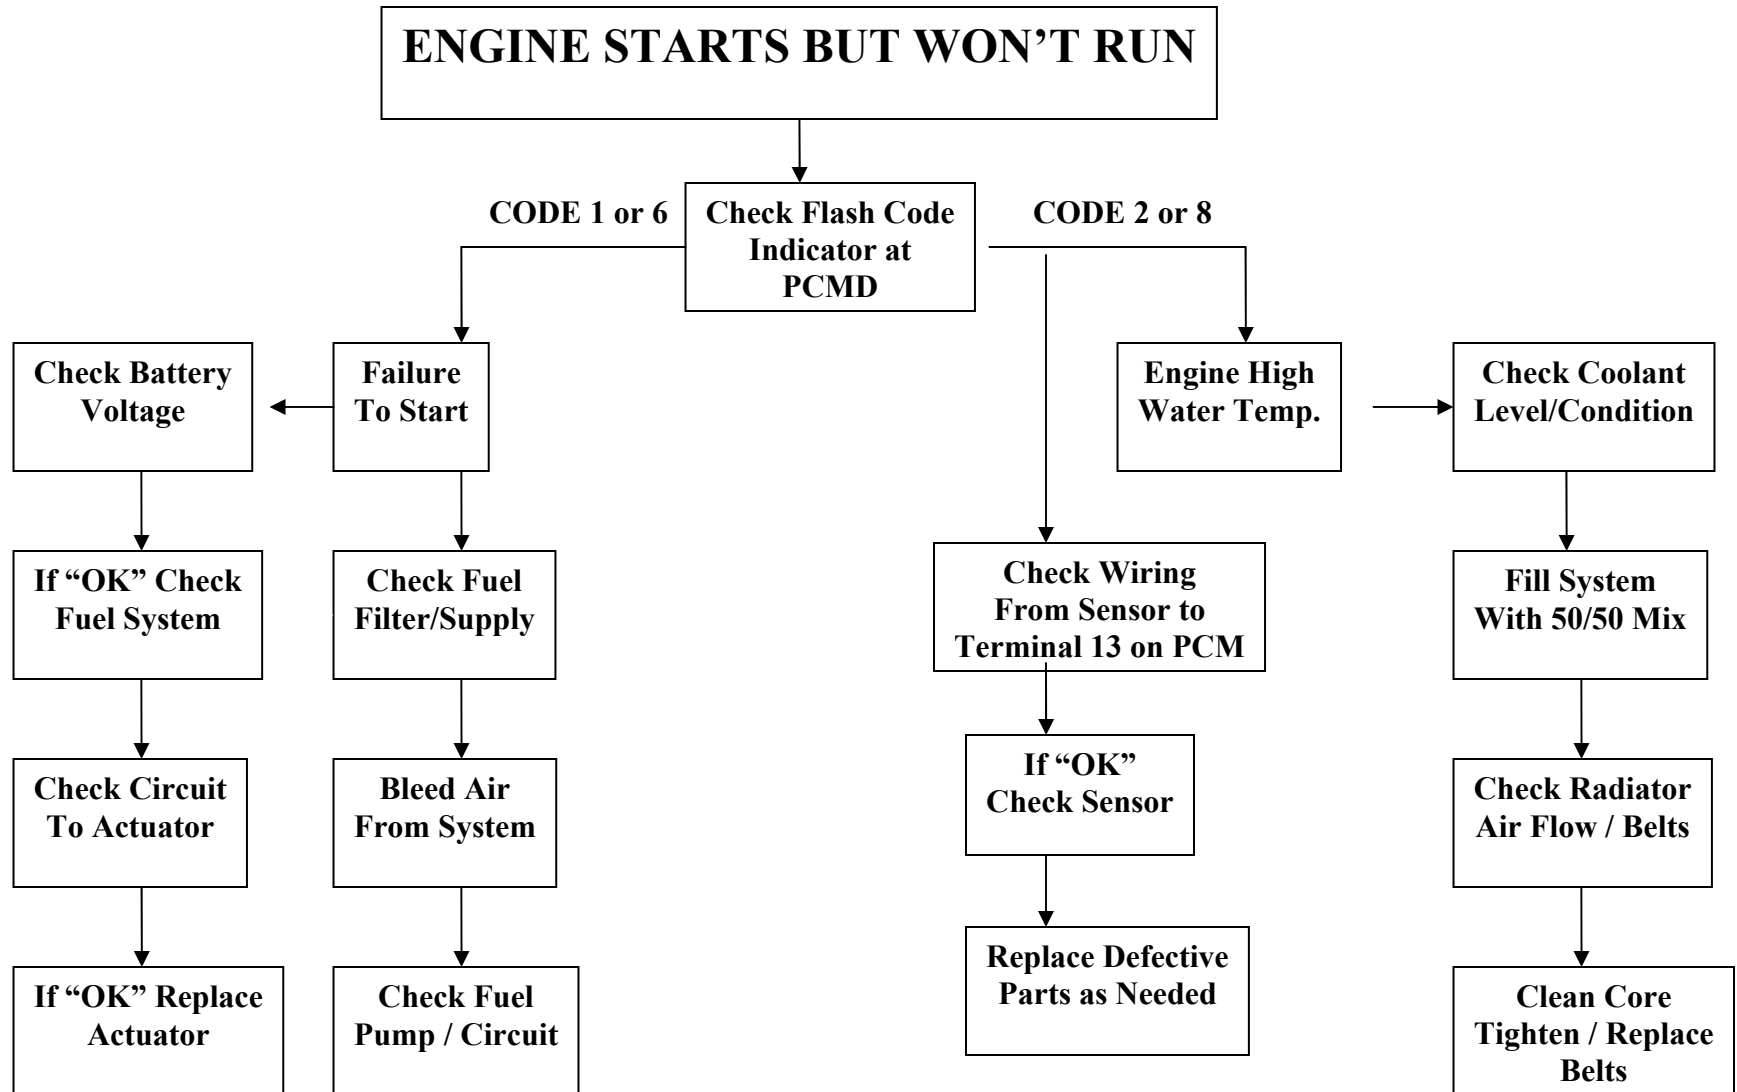 ENGINE STARTS BUT WON’T RUN
CODE 1 or 6
Check Flash Code
Indicator at
PCMD
CODE 2 or 8
Check Battery
Voltage
Failure
To Start
Engine High
Water Temp.
Check Coolant
Level/Condition
If “OK” Check
Fuel System
Check Fuel
Filter/Supply
Check Wiring
From Sensor to
Terminal 13 on PCM
Fill System
With 50/50 Mix
Check Circuit
To Actuator
Bleed Air
From System
If “OK”
Check Sensor
Check Radiator
Air Flow / Belts
If “OK” Replace
Actuator
Check Fuel
Pump / Circuit
Replace Defective
Parts as Needed
Clean Core
Tighten / Replace
Belts